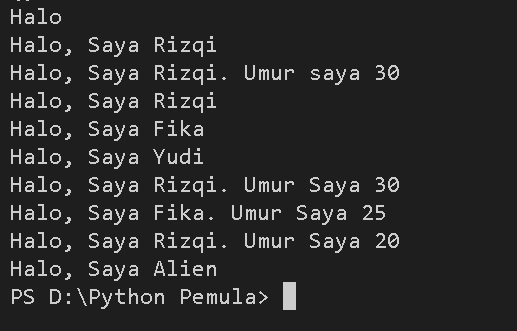 Halo
Halo, Saya Rizqi
Halo, Saya Rizqi. Umur saya 30
Halo, Saya Rizqi
Halo, Saya Fika
Halo, Saya Yudi
Halo, Saya Rizqi. Umur Saya 30
Halo, Saya Fika. Umur Saya 25
Halo, Saya Rizqi. Umur Saya 20
Halo, Saya Alien
PS D:\Python Pemula>